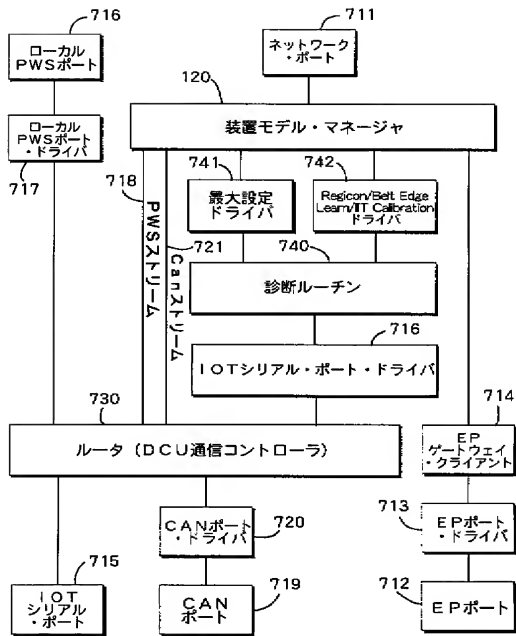 716
ローカル
PWSポート
711
ネットワーク
・ポート
120
装置モデル・マネージャ
ローカル
PWSポート
・ドライバ
717
718
PWSストリーム
721
Canストリーム
741
最大設定
ドライバ
742
Regicon/Belt Edge
Learn/IIT Calibration
ドライバ
740
診断ルーチン
716
IOTシリアル・ポート・ドライバ
730
ルータ（DCU通信コントローラ）
714
EP
ゲートウェイ
・クライアント
CANポート
・ドライバ
720
713
EPポート
・ドライバ
715
IOT
シリアル・
ポート
CAN
ポート
719
712
EPポート